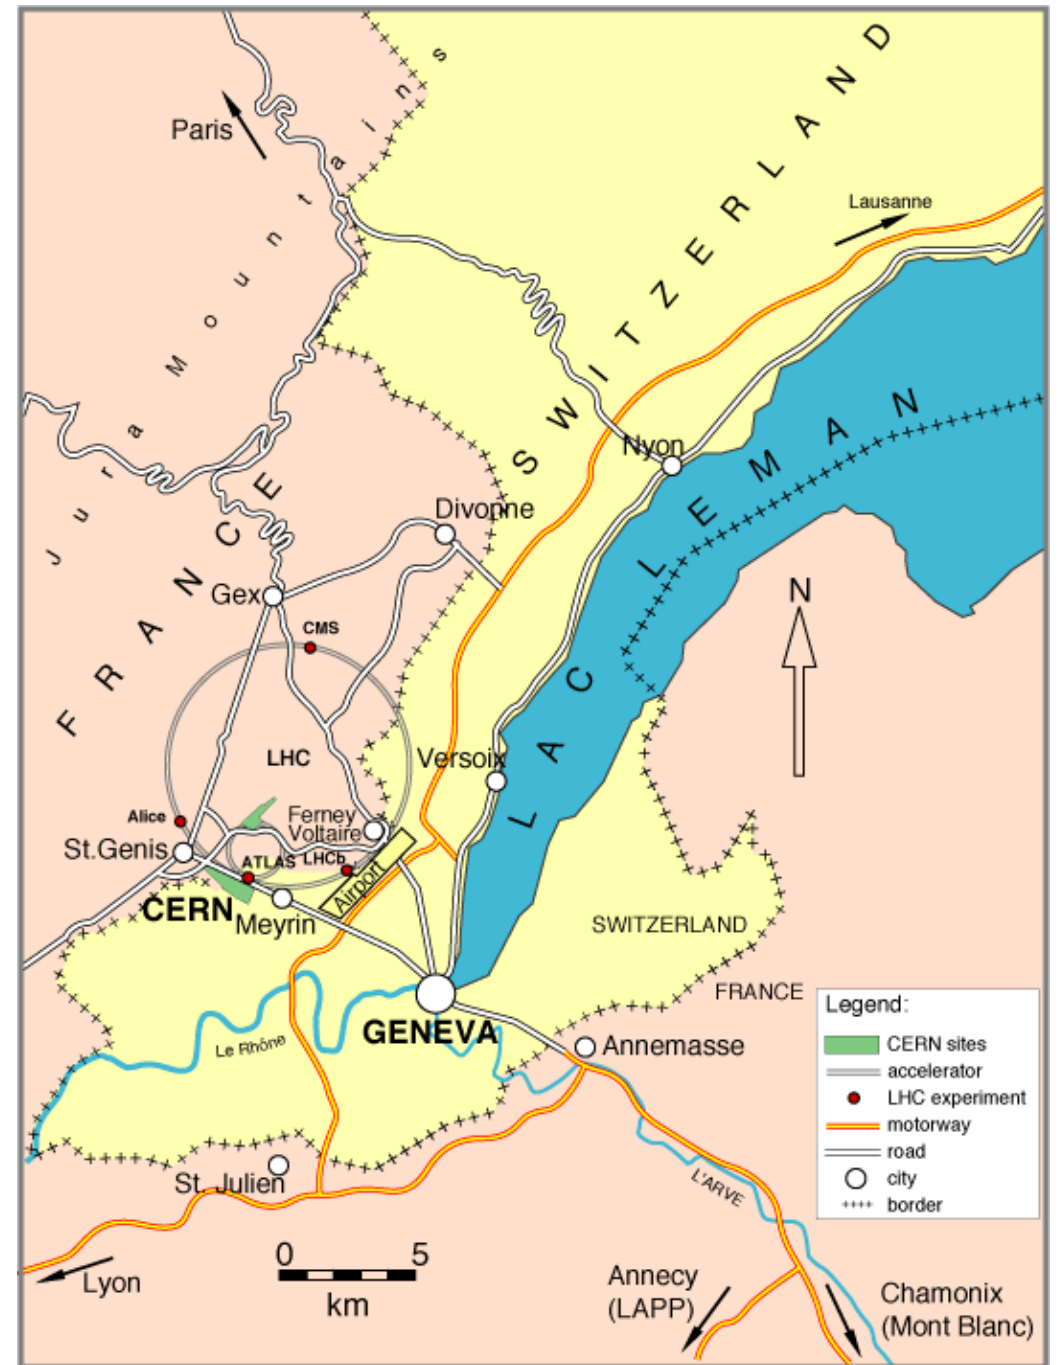 Jura Mountains
SWITZERLAND
Paris
Lausanne
FRANCE
Nyon
LAC LEMAN
Divonne
Gex
N
CMS
LHC
Versoix
Alice
Ferney
Voltaire
St.Genis
ATLAS
LHCb
Airport
CERN
Meyrin
SWITZERLAND
FRANCE
GENEVA
Le Rhône
Annemasse
St. Julien
L'ARVE
Legend:
CERN sites
accelerator
LHC experiment
motorway
road
city
border
0 5
km
Lyon
Annecy
(LAPP)
Chamonix
(Mont Blanc)